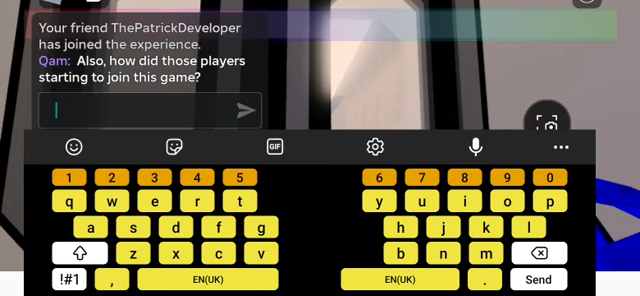 Your friend ThePatrickDeveloper
has joined the experience.
Qam: Also, how did those players
starting to join this game?
GIF
1 2 3 4 5 6 7 8 9 0
q w e r t y u i o p
a s d f g h j k l
z x c v b n m
!#1 , EN(UK) EN(UK) . Send